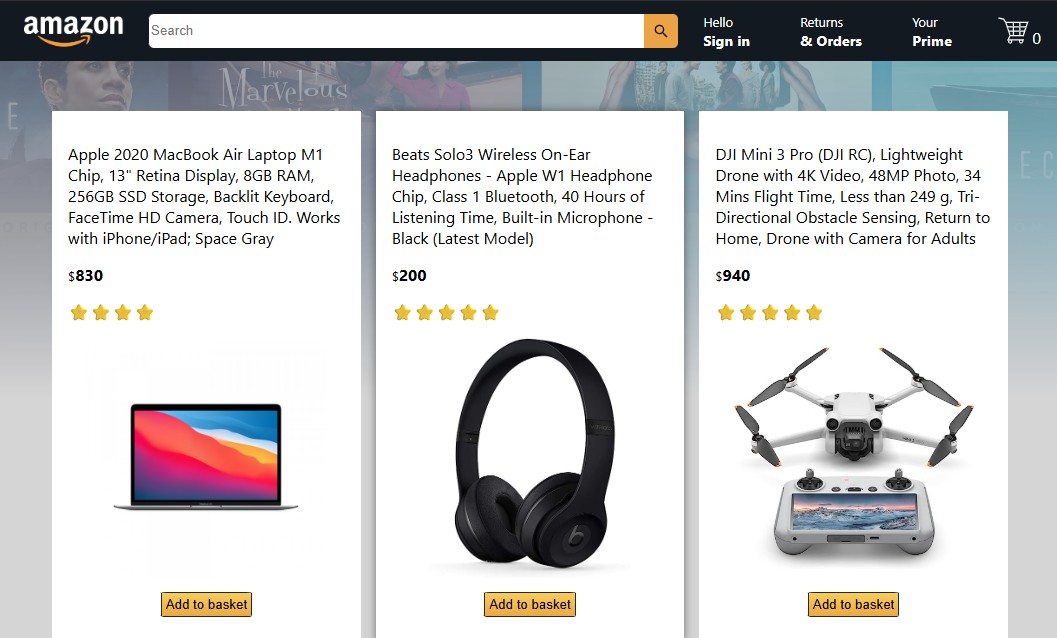 amazon
Search
Hello
Sign in
Returns
& Orders
Your
Prime
0
The
Marvelous
Apple 2020 MacBook Air Laptop M1
Chip, 13" Retina Display, 8GB RAM,
256GB SSD Storage, Backlit Keyboard,
FaceTime HD Camera, Touch ID. Works
with iPhone/iPad; Space Gray
$830
Add to basket
Beats Solo3 Wireless On-Ear
Headphones - Apple W1 Headphone
Chip, Class 1 Bluetooth, 40 Hours of
Listening Time, Built-in Microphone -
Black (Latest Model)
$200
Add to basket
DJI Mini 3 Pro (DJI RC), Lightweight
Drone with 4K Video, 48MP Photo, 34
Mins Flight Time, Less than 249 g, Tri-
Directional Obstacle Sensing, Return to
Home, Drone with Camera for Adults
$940
Add to basket